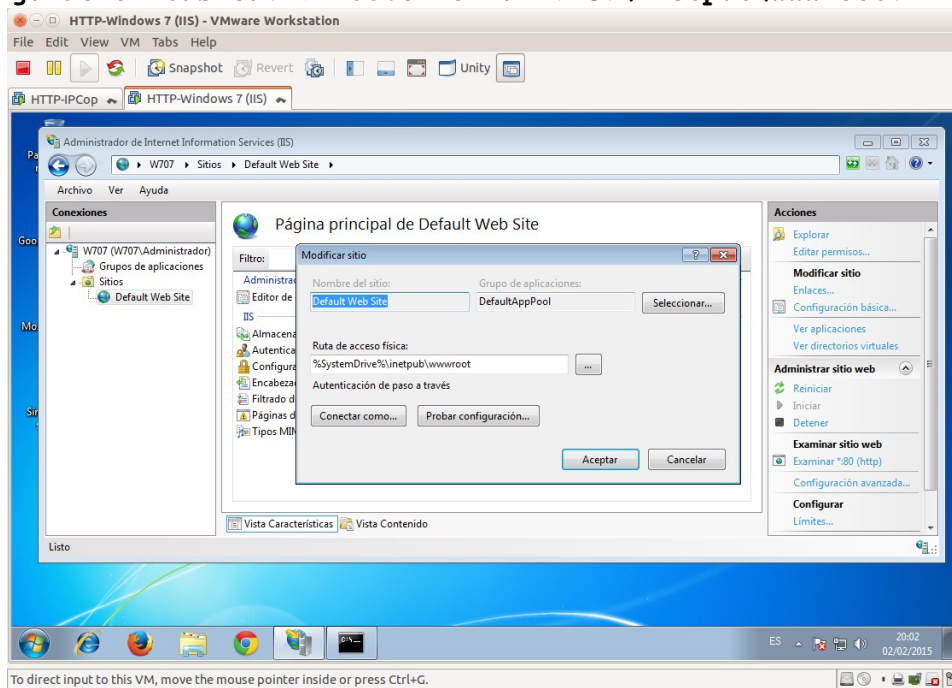 HTTP-Windows 7 (IIS) - VMware Workstation
File Edit View VM Tabs Help
Snapshot Revert Unity
HTTP-IPCop HTTP-Windows 7 (IIS)
Administrador de Internet Information Services (IIS)
W707 Sitios Default Web Site
Archivo Ver Ayuda
Conexiones
W707 (W707\Administrador)
Grupos de aplicaciones
Sitios
Default Web Site
Página principal de Default Web Site
Filtro:
Editor de
IIS
Páginas d
Modificar sitio
Nombre del sitio: Grupo de aplicaciones:
Default Web Site DefaultAppPool Seleccionar...
Ruta de acceso física:
%SystemDrive%\inetpub\wwwroot ...
Autenticación de paso a través
Conectar como... Probar configuración...
Aceptar Cancelar
Vista Características Vista Contenido
Acciones
Explorar
Editar permisos...
Modificar sitio
Enlaces...
Configuración básica...
Ver aplicaciones
Ver directorios virtuales
Administrar sitio web
Reiniciar
Iniciar
Detener
Examinar sitio web
Examinar *:80 (http)
Configuración avanzada...
Configurar
Límites...
Listo
ES 20:02
02/02/2015
To direct input to this VM, move the mouse pointer inside or press Ctrl+G.